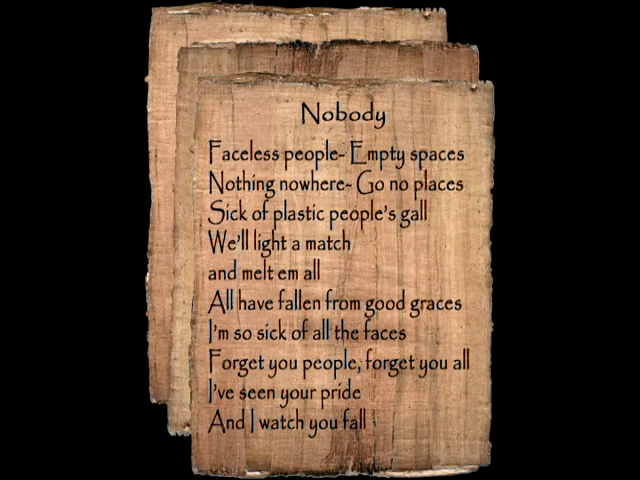 Nobody
Faceless people- Empty spaces
Nothing nowhere- Go no places
Sick of plastic people's gall
We'll light a match
and melt em all
All have fallen from good graces
I'm so sick of all the faces
Forget you people, forget you all
I've seen your pride
And I watch you fall